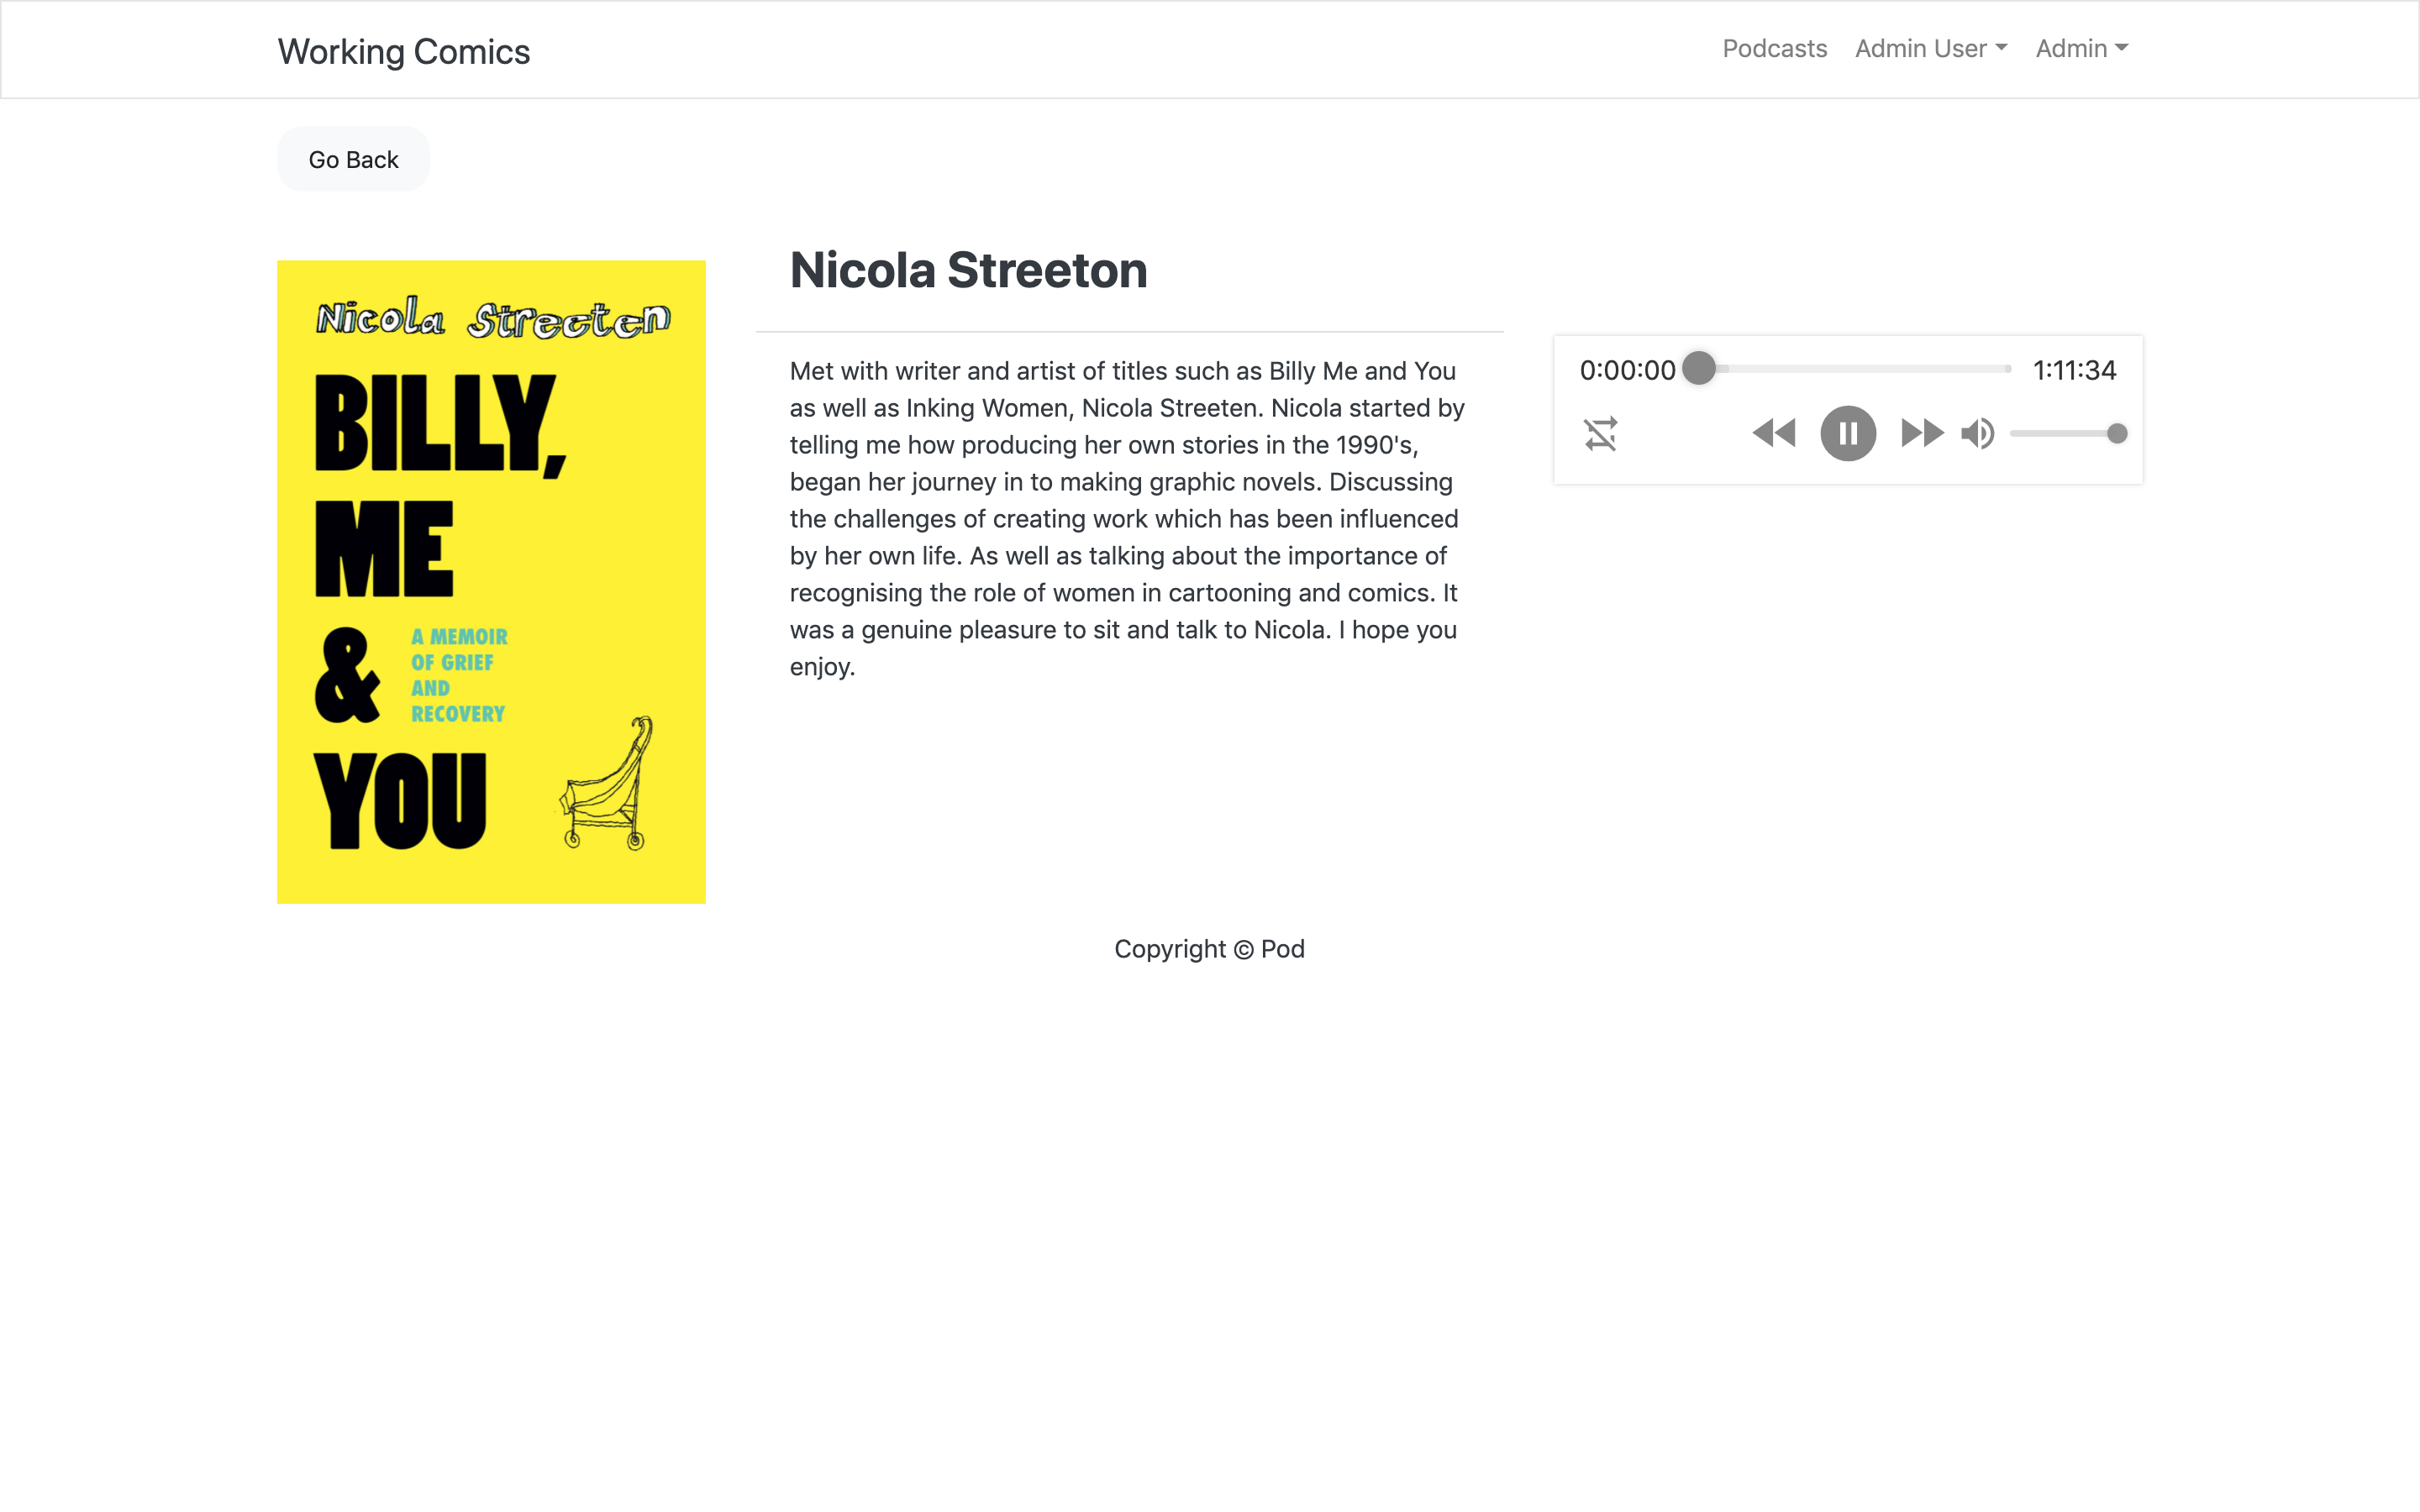 Working Comics
Podcasts
Admin User
Admin
Go Back
Nicola Streeten
BILLY,
ME
&
A MEMOIR
OF GRIEF
AND
RECOVERY
YOU
Nicola Streeton
Met with writer and artist of titles such as Billy Me and You
as well as Inking Women, Nicola Streeten. Nicola started by
telling me how producing her own stories in the 1990's,
began her journey in to making graphic novels. Discussing
the challenges of creating work which has been influenced
by her own life. As well as talking about the importance of
recognising the role of women in cartooning and comics. It
was a genuine pleasure to sit and talk to Nicola. I hope you
enjoy.
0:00:00
1:11:34
Copyright © Pod